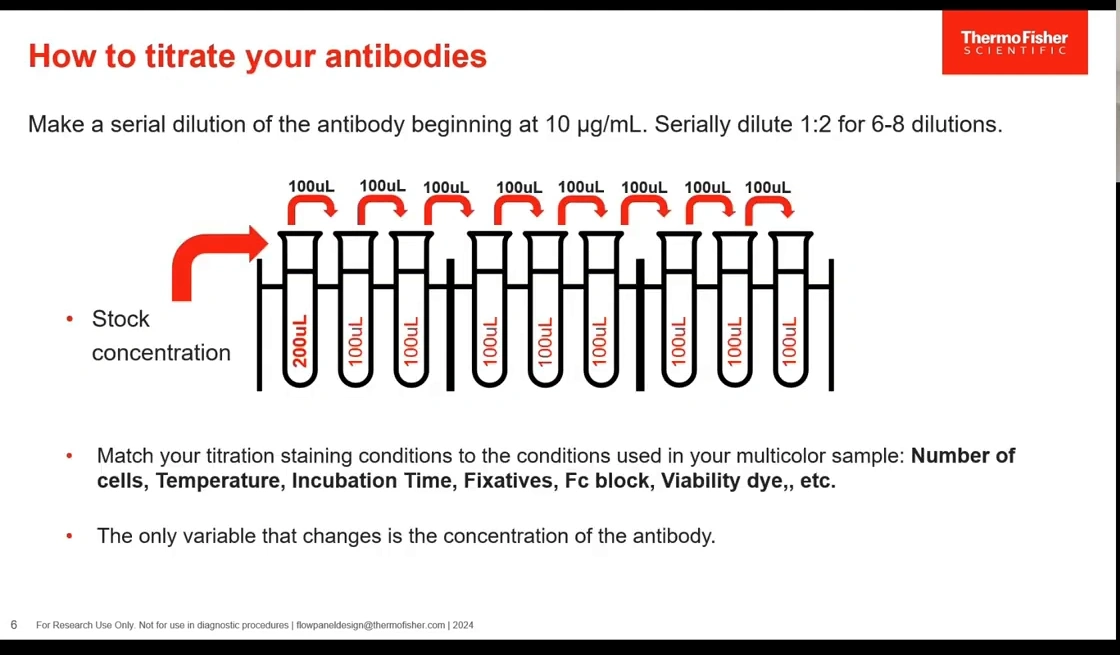 How to titrate your antibodies
ThermoFisher
SCIENTIFIC
Make a serial dilution of the antibody beginning at 10 µg/mL. Serially dilute 1:2 for 6-8 dilutions.
100uL 100uL 100uL 100uL 100uL 100uL 100uL 100uL
200uL 100uL 100uL 100uL 100uL 100uL 100uL 100uL 100uL
• Stock
concentration
• Match your titration staining conditions to the conditions used in your multicolor sample: Number of
cells, Temperature, Incubation Time, Fixatives, Fc block, Viability dye,, etc.
• The only variable that changes is the concentration of the antibody.
6 For Research Use Only. Not for use in diagnostic procedures | flowpaneldesign@thermofisher.com | 2024